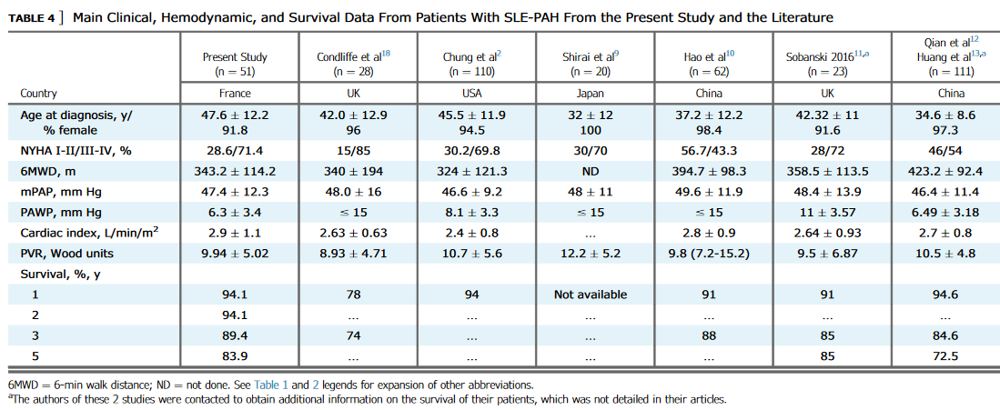 TABLE 4 ] Main Clinical, Hemodynamic, and Survival Data From Patients With SLE-PAH From the Present Study and the Literature
Country | Present Study (n = 51) | Condliffe et al18 (n = 28) | Chung et al2 (n = 110) | Shirai et al9 (n = 20) | Hao et al10 (n = 62) | Sobanski 201611,a (n = 23) | Qian et al12 Huang et al13,a (n = 111)
France | UK | USA | Japan | China | UK | China
Age at diagnosis, y/ | 47.6 ± 12.2 | 42.0 ± 12.9 | 45.5 ± 11.9 | 32 ± 12 | 37.2 ± 12.2 | 42.32 ± 11 | 34.6 ± 8.6
% female | 91.8 | 96 | 94.5 | 100 | 98.4 | 91.6 | 97.3
NYHA I-II/III-IV, % | 28.6/71.4 | 15/85 | 30.2/69.8 | 30/70 | 56.7/43.3 | 28/72 | 46/54
6MWD, m | 343.2 ± 114.2 | 340 ± 194 | 324 ± 121.3 | ND | 394.7 ± 98.3 | 358.5 ± 113.5 | 423.2 ± 92.4
mPAP, mm Hg | 47.4 ± 12.3 | 48.0 ± 16 | 46.6 ± 9.2 | 48 ± 11 | 49.6 ± 11.9 | 48.4 ± 13.9 | 46.4 ± 11.4
PAWP, mm Hg | 6.3 ± 3.4 | ≤ 15 | 8.1 ± 3.3 | ≤ 15 | ≤ 15 | 11 ± 3.57 | 6.49 ± 3.18
Cardiac index, L/min/m2 | 2.9 ± 1.1 | 2.63 ± 0.63 | 2.4 ± 0.8 | ... | 2.8 ± 0.9 | 2.64 ± 0.93 | 2.7 ± 0.8
PVR, Wood units | 9.94 ± 5.02 | 8.93 ± 4.71 | 10.7 ± 5.6 | 12.2 ± 5.2 | 9.8 (7.2-15.2) | 9.5 ± 6.87 | 10.5 ± 4.8
Survival, %, y
1 | 94.1 | 78 | 94 | Not available | 91 | 91 | 94.6
2 | 94.1 | ... | ... | ... | ... | ... | ...
3 | 89.4 | 74 | ... | ... | 88 | 85 | 84.6
5 | 83.9 | ... | ... | ... | ... | 85 | 72.5
6MWD = 6-min walk distance; ND = not done. See Table 1 and 2 legends for expansion of other abbreviations.
aThe authors of these 2 studies were contacted to obtain additional information on the survival of their patients, which was not detailed in their articles.